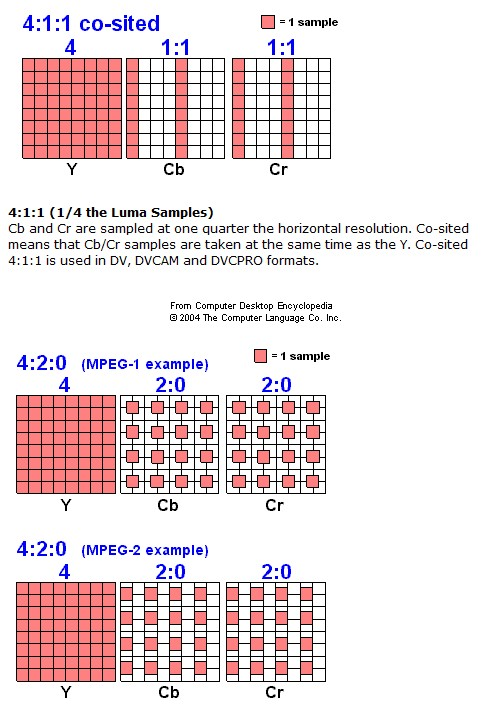 4:1:1 co-sited
= 1 sample
4 1:1 1:1
Y Cb Cr
4:1:1 (1/4 the Luma Samples)
Cb and Cr are sampled at one quarter the horizontal resolution. Co-sited
means that Cb/Cr samples are taken at the same time as the Y. Co-sited
4:1:1 is used in DV, DVCAM and DVCPRO formats.
From Computer Desktop Encyclopedia
© 2004 The Computer Language Co. Inc.
4:2:0 (MPEG-1 example)
= 1 sample
4 2:0 2:0
Y Cb Cr
4:2:0 (MPEG-2 example)
4 2:0 2:0
Y Cb Cr